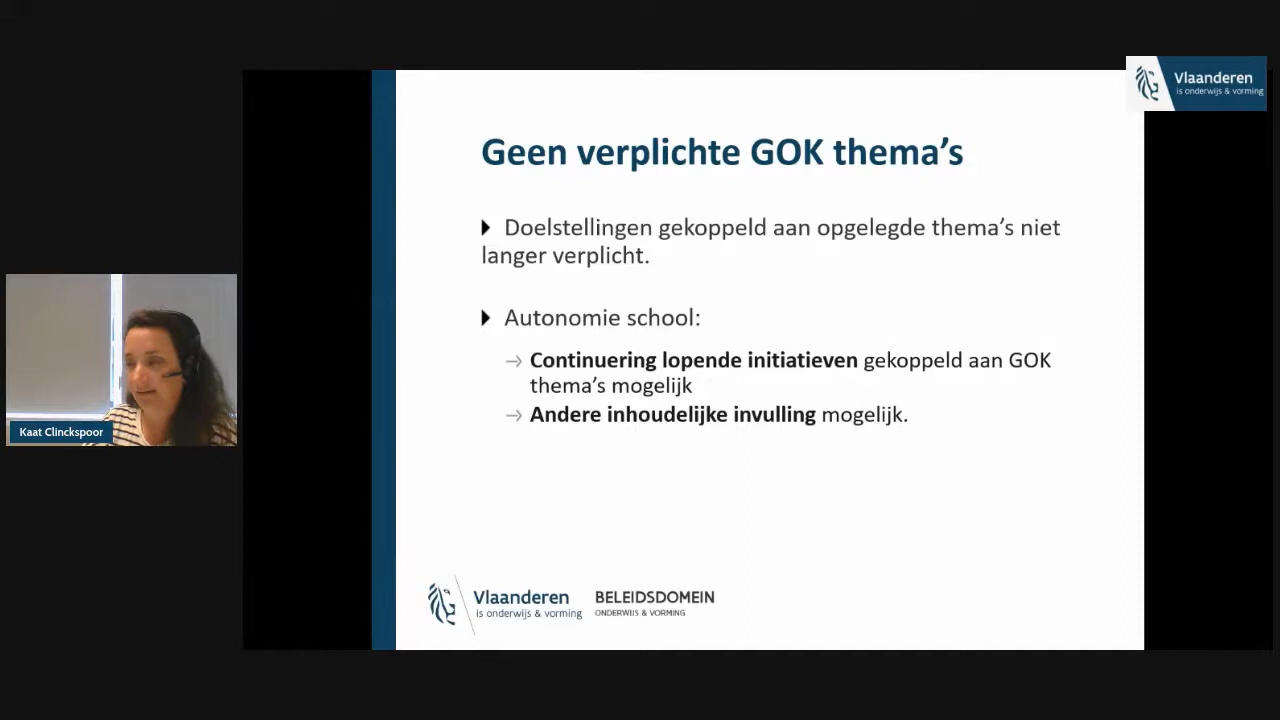 Vlaanderen
is onderwijs & vorming
Geen verplichte GOK thema's
Doelstellingen gekoppeld aan opgelegde thema's niet
langer verplicht.
Autonomie school:
→ Continuering lopende initiatieven gekoppeld aan GOK
thema's mogelijk
→ Andere inhoudelijke invulling mogelijk.
Kaat Clinckspoor
Vlaanderen
is onderwijs & vorming
BELEIDSDOMEIN
ONDERWIJS & VORMING